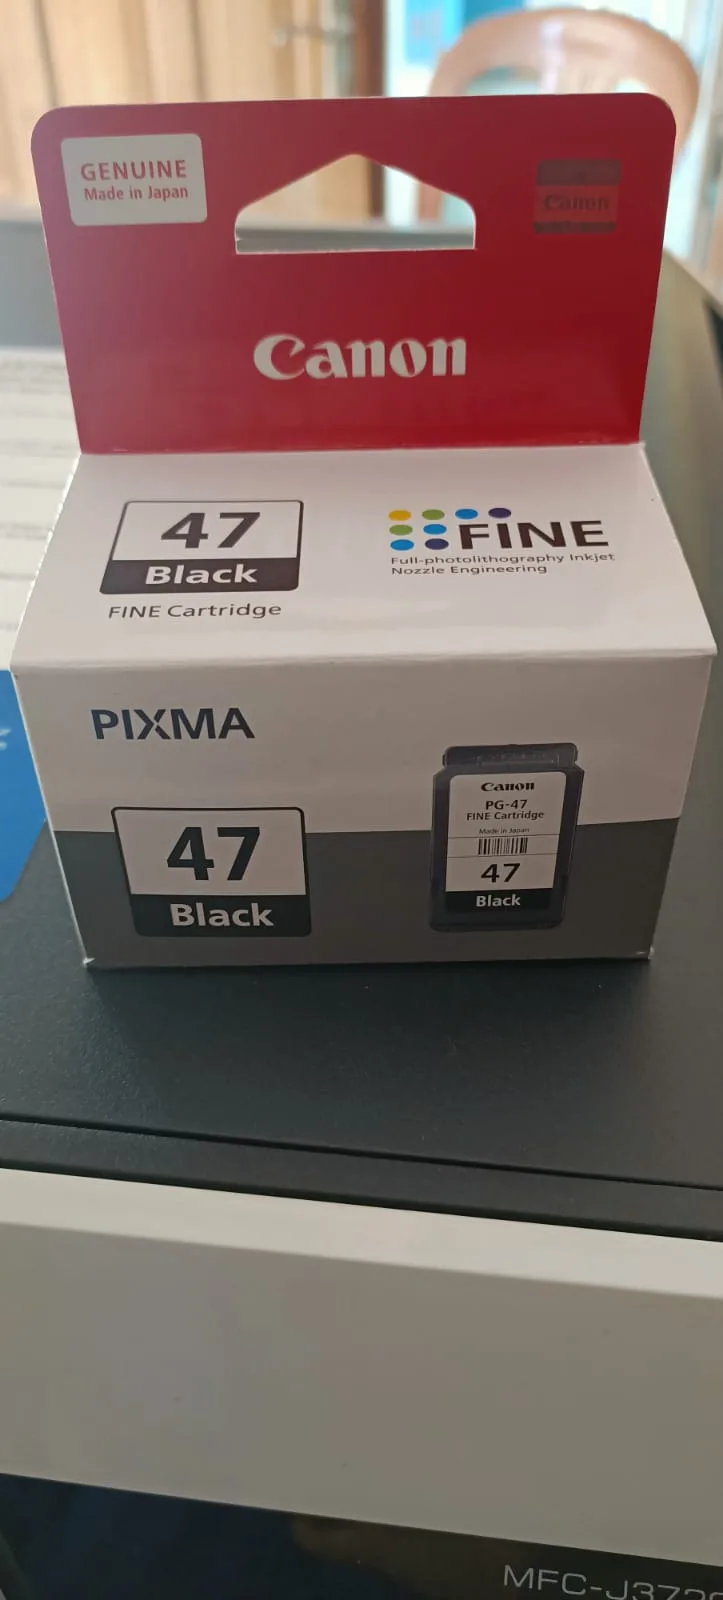 GENUINE
Made in Japan
Canon
Canon
47
Black
FINE Cartridge
FINE
Full-photolithography Inkjet
Nozzle Engineering
PIXMA
47
Black
Canon
PG-47
FINE Cartridge
Made in Japan
47
Black